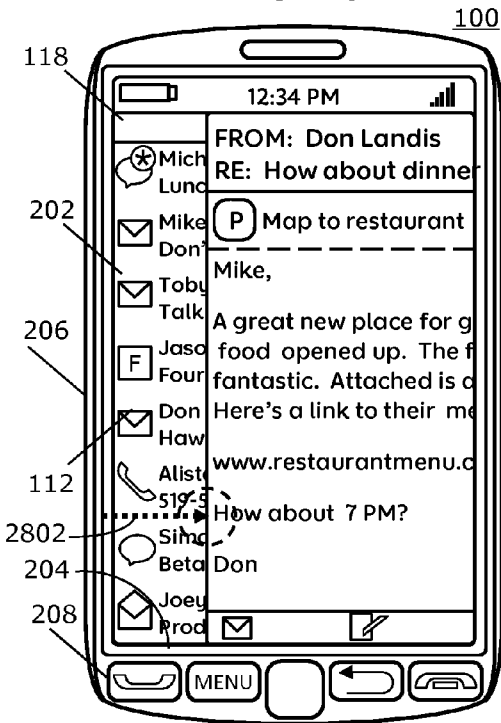 100
118
12:34 PM
FROM: Don Landis
RE: How about dinner
Mich
Lunc
202
Mike
Don'
P Map to restaurant
Mike,
Toby
Talk
206
A great new place for g
food opened up. The f
fantastic. Attached is a
Here's a link to their me
F
Jaso
Four
Don
Haw
112
www.restaurantmenu.c
Aliste
519-5
2802
How about 7 PM?
Simo
Beta
204
Don
Joey
Prod
208
MENU